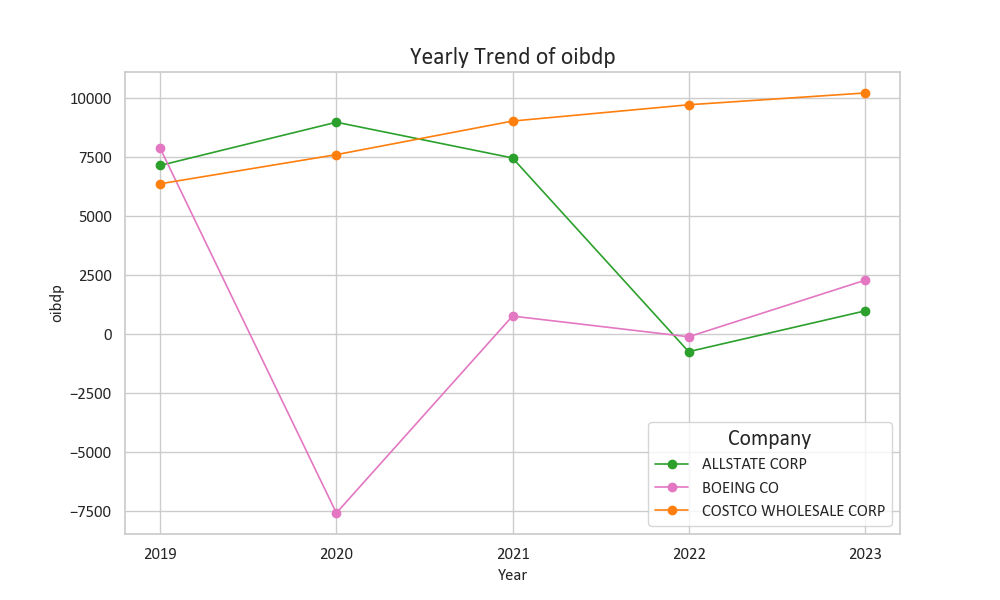 Yearly Trend of oibdp
oibdp
10000
7500
5000
2500
0
−2500
−5000
−7500
2019 2020 2021 2022 2023
Year
Company
ALLSTATE CORP
BOEING CO
COSTCO WHOLESALE CORP